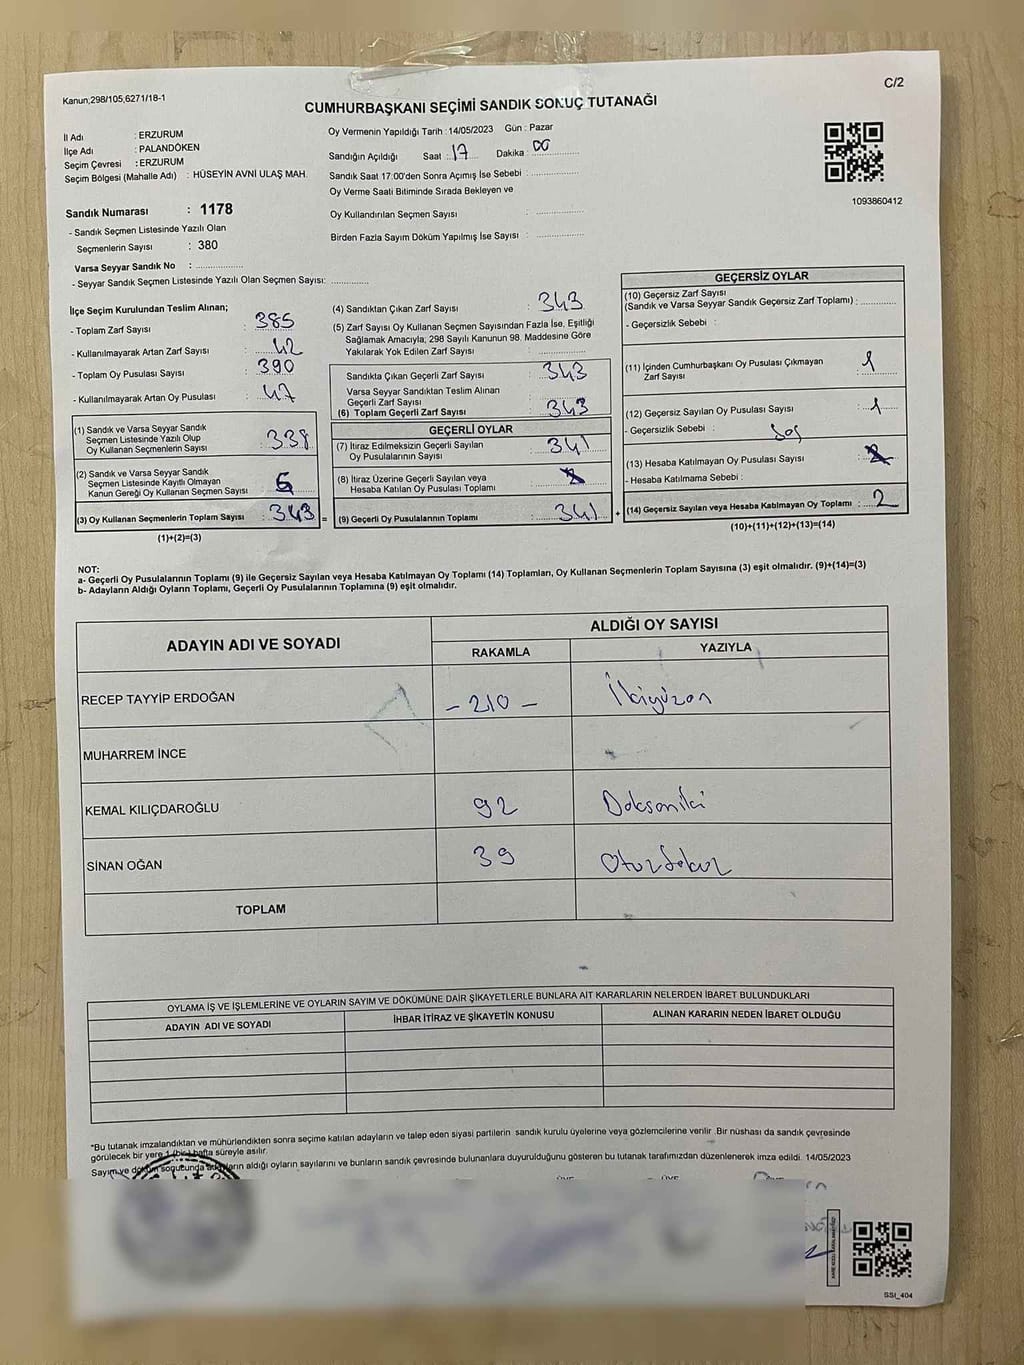 Kanun;298/105,6271/18-1
C/2
CUMHURBAŞKANI SEÇİMİ SANDIK SONUÇ TUTANAĞI
İl Adı : ERZURUM
İlçe Adı : PALANDÖKEN
Seçim Çevresi : ERZURUM
Seçim Bölgesi (Mahalle Adı) : HÜSEYİN AVNI ULAŞ MAH.
Sandık Numarası : 1178
- Sandık Seçmen Listesinde Yazılı Olan
Seçmenlerin Sayısı : 380
Varsa Seyyar Sandık No :
- Seyyar Sandık Seçmen Listesinde Yazılı Olan Seçmen Sayısı:
Oy Vermenin Yapıldığı Tarih : 14/05/2023 Gün : Pazar
Sandığın Açıldığı Saat : 17 Dakika : 00
Sandık Saat 17:00'den Sonra Açımış İse Sebebi :
Oy Verme Saati Bitiminde Sırada Bekleyen ve
Oy Kullandırılan Seçmen Sayısı :
Birden Fazla Sayım Döküm Yapılmış İse Sayısı :
1093860412
İlçe Seçim Kurulundan Teslim Alınan;
- Toplam Zarf Sayısı : 385
- Kullanılmayarak Artan Zarf Sayısı : 42
- Toplam Oy Pusulası Sayısı : 390
- Kullanılmayarak Artan Oy Pusulası : 47
(1) Sandık ve Varsa Seyyar Sandık
Seçmen Listesinde Yazılı Olup
Oy Kullanan Seçmenlerin Sayısı : 338
(2) Sandık ve Varsa Seyyar Sandık
Seçmen Listesinde Kayıtlı Olmayan
Kanun Gereği Oy Kullanan Seçmen Sayısı :
(3) Oy Kullanan Seçmenlerin Toplam Sayısı : 343 =
(1)+(2)=(3)
(4) Sandıktan Çıkan Zarf Sayısı : 343
(5) Zarf Sayısı Oy Kullanan Seçmen Sayısından Fazla İse, Eşitliği
Sağlamak Amacıyla, 298 Sayılı Kanunun 98. Maddesine Göre
Yakılarak Yok Edilen Zarf Sayısı :
Sandıkta Çıkan Geçerli Zarf Sayısı : 343
Varsa Seyyar Sandıktan Teslim Alınan
Geçerli Zarf Sayısı :
(6) Toplam Geçerli Zarf Sayısı : 343
GEÇERLİ OYLAR
(7) İtiraz Edilmeksizin Geçerli Sayılan
Oy Pusulalarının Sayısı : 341
(8) İtiraz Üzerine Geçerli Sayılan veya
Hesaba Katılan Oy Pusulası Toplamı :
(9) Geçerli Oy Pusulalarının Toplamı : 341 +
GEÇERSİZ OYLAR
(10) Geçersiz Zarf Sayısı
(Sandık ve Varsa Seyyar Sandık Geçersiz Zarf Toplamı) :
- Geçersizlik Sebebi :
(11) İçinden Cumhurbaşkanı Oy Pusulası Çıkmayan
Zarf Sayısı : 1
(12) Geçersiz Sayılan Oy Pusulası Sayısı : 1
- Geçersizlik Sebebi : Boş
(13) Hesaba Katılmayan Oy Pusulası Sayısı :
- Hesaba Katılmama Sebebi :
(14) Geçersiz Sayılan veya Hesaba Katılmayan Oy Toplamı : 2
(10)+(11)+(12)+(13)=(14)
NOT:
a- Geçerli Oy Pusulalarının Toplamı (9) ile Geçersiz Sayılan veya Hesaba Katılmayan Oy Toplamı (14) Toplamları, Oy Kullanan Seçmenlerin Toplam Sayısına (3) eşit olmalıdır. (9)+(14)=(3)
b- Adayların Aldığı Oyların Toplamı, Geçerli Oy Pusulalarının Toplamına (9) eşit olmalıdır.
ADAYIN ADI VE SOYADI ALDIĞI OY SAYISI
RAKAMLA YAZIYLA
RECEP TAYYİP ERDOĞAN - 210 - İkiyüzon
MUHARREM İNCE
KEMAL KILIÇDAROĞLU 92 Doksaniki
SİNAN OĞAN 39 Otuzdokuz
TOPLAM
OYLAMA İŞ VE İŞLEMLERİNE VE OYLARIN SAYIM VE DÖKÜMÜNE DAİR ŞİKAYETLERLE BUNLARA AİT KARARLARIN NELERDEN İBARET BULUNDUKLARI
ADAYIN ADI VE SOYADI İHBAR İTİRAZ VE ŞİKAYETİN KONUSU ALINAN KARARIN NEDEN İBARET OLDUĞU
*Bu tutanak imzalandıktan ve mühürlendikten sonra seçime katılan adayların ve talep eden siyasi partilerin sandık kurulu üyelerine veya gözlemcilerine verilir. Bir nüshası da sandık çevresinde
görülecek bir yere 1 (bir) hafta süreyle asılır.
Sayım ve döküm sonucunda adayların aldığı oyların sayılarını ve bunların sandık çevresinde bulunanlara duyurulduğunu gösteren bu tutanak tarafımızdan düzenlenerek imza edildi. 14/05/2023
ÜYE ÜYE
SSI_404